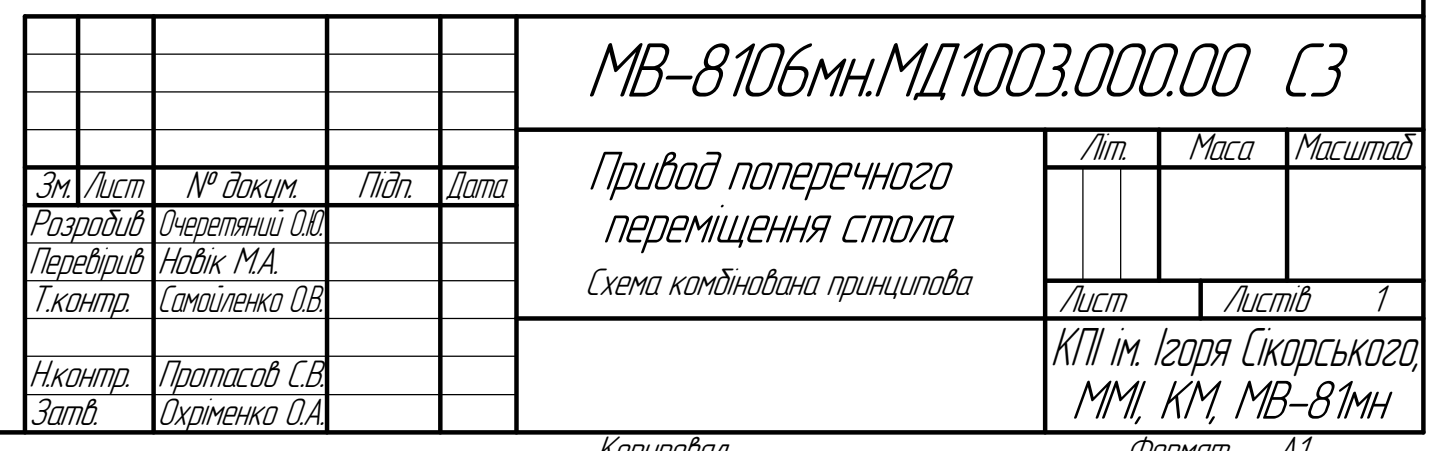 МВ-8106мн.МД1003.000.00 С3
Літ. Маса Масштаб
Привод поперечного
переміщення стола
Схема комбінована принципова
Зм. Лист № докум. Підп. Дата
Розробив Очеретяний О.Ю.
Перевірив Новік М.А.
Т.контр. Самойленко О.В.
Лист Листів 1
Н.контр. Протасов С.В.
Затв. Охріменко О.А.
КПІ ім. Ігоря Сікорського,
ММІ, КМ, МВ-81мн
Копировал Формат А1